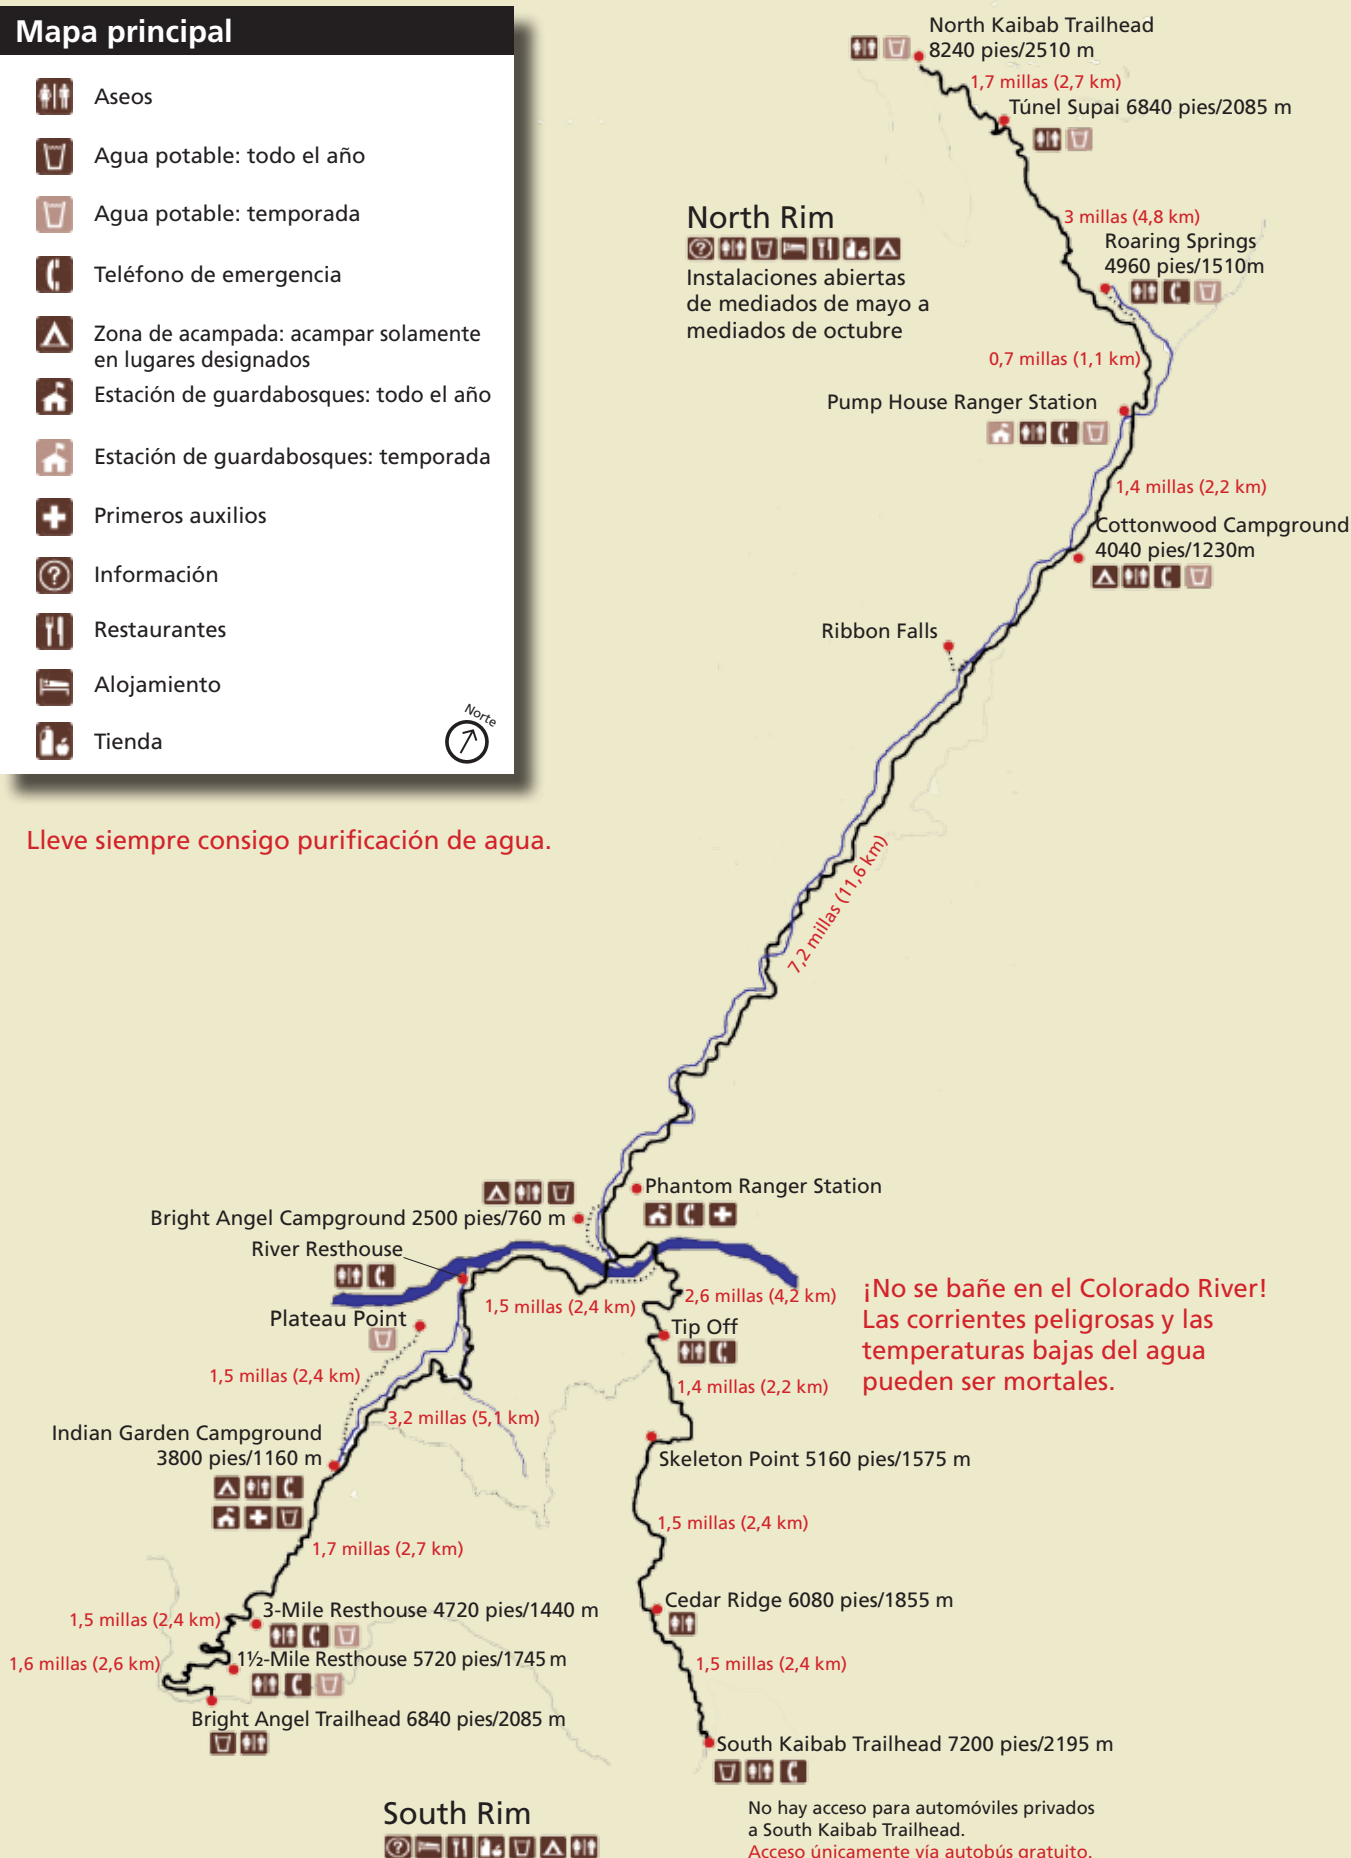 Mapa principal
Aseos
Agua potable: todo el año
Agua potable: temporada
Teléfono de emergencia
Zona de acampada: acampar solamente
en lugares designados
Estación de guardabosques: todo el año
Estación de guardabosques: temporada
Primeros auxilios
Información
Restaurantes
Alojamiento
Tienda
Norte
Lleve siempre consigo purificación de agua.
North Kaibab Trailhead
8240 pies/2510 m
1,7 millas (2,7 km)
Túnel Supai 6840 pies/2085 m
3 millas (4,8 km)
North Rim
Instalaciones abiertas
de mediados de mayo a
mediados de octubre
Roaring Springs
4960 pies/1510m
0,7 millas (1,1 km)
Pump House Ranger Station
1,4 millas (2,2 km)
Cottonwood Campground
4040 pies/1230m
Ribbon Falls
7,2 millas (11,6 km)
Phantom Ranger Station
Bright Angel Campground 2500 pies/760 m
River Resthouse
1,5 millas (2,4 km)
2,6 millas (4,2 km)
¡No se bañe en el Colorado River!
Las corrientes peligrosas y las
temperaturas bajas del agua
pueden ser mortales.
Plateau Point
Tip Off
1,5 millas (2,4 km)
1,4 millas (2,2 km)
3,2 millas (5,1 km)
Indian Garden Campground
3800 pies/1160 m
Skeleton Point 5160 pies/1575 m
1,5 millas (2,4 km)
1,7 millas (2,7 km)
Cedar Ridge 6080 pies/1855 m
3-Mile Resthouse 4720 pies/1440 m
1,5 millas (2,4 km)
1½-Mile Resthouse 5720 pies/1745 m
1,6 millas (2,6 km)
1,5 millas (2,4 km)
Bright Angel Trailhead 6840 pies/2085 m
South Kaibab Trailhead 7200 pies/2195 m
South Rim
No hay acceso para automóviles privados
a South Kaibab Trailhead.
Acceso únicamente vía autobús gratuito.